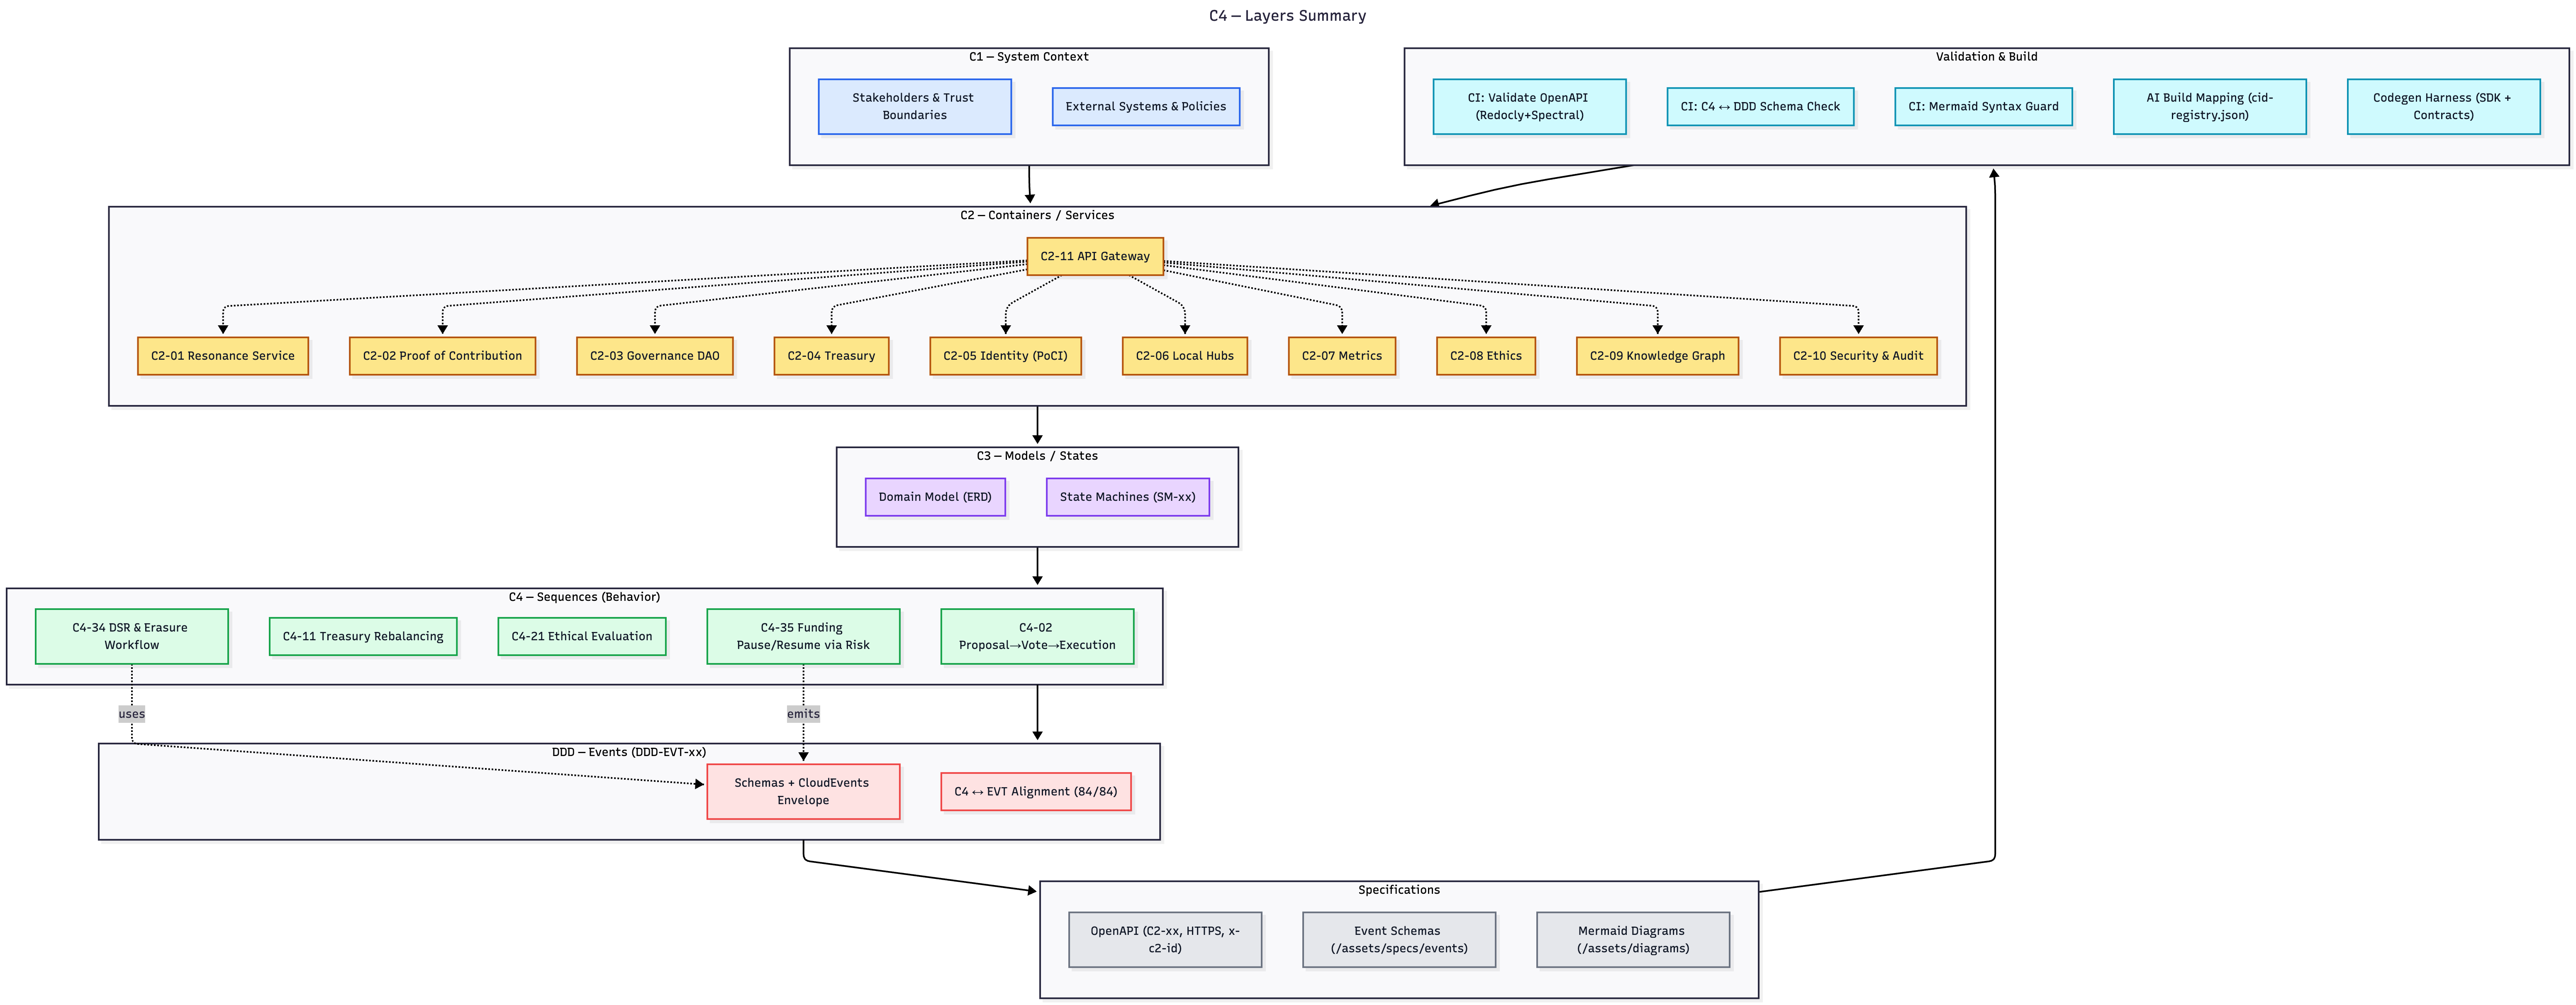 C4 – Layers Summary
C1 – System Context
Stakeholders & Trust
Boundaries
External Systems & Policies
Validation & Build
CI: Validate OpenAPI
(Redocly+Spectral)
CI: C4 ↔ DDD Schema Check
CI: Mermaid Syntax Guard
AI Build Mapping (cid-
registry.json)
Codegen Harness (SDK +
Contracts)
C2 – Containers / Services
C2-11 API Gateway
C2-01 Resonance Service
C2-02 Proof of Contribution
C2-03 Governance DAO
C2-04 Treasury
C2-05 Identity (PoCI)
C2-06 Local Hubs
C2-07 Metrics
C2-08 Ethics
C2-09 Knowledge Graph
C2-10 Security & Audit
C3 – Models / States
Domain Model (ERD)
State Machines (SM-xx)
C4 – Sequences (Behavior)
C4-34 DSR & Erasure
Workflow
C4-11 Treasury Rebalancing
C4-21 Ethical Evaluation
C4-35 Funding
Pause/Resume via Risk
C4-02
Proposal→Vote→Execution
uses
emits
DDD – Events (DDD-EVT-xx)
Schemas + CloudEvents
Envelope
C4 ↔ EVT Alignment (84/84)
Specifications
OpenAPI (C2-xx, HTTPS, x-
c2-id)
Event Schemas
(/assets/specs/events)
Mermaid Diagrams
(/assets/diagrams)